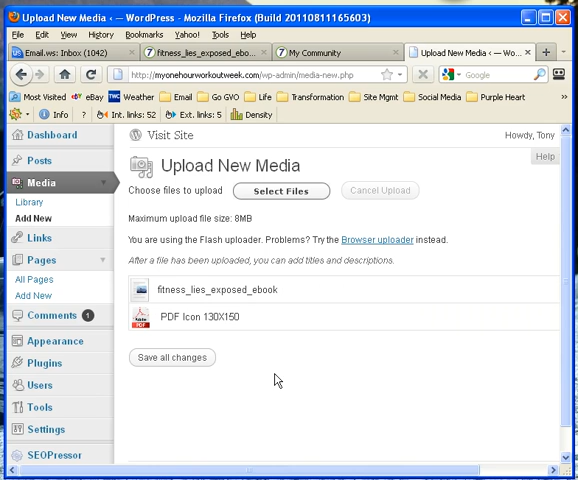 Upload New Media ‹ — WordPress - Mozilla Firefox (Build 20110811165603)
File Edit View History Bookmarks Yahoo! Tools Help
Email.ws: Inbox (1042)
7 fitness_lies_exposed_ebo...
7 My Community
Upload New Media ‹ — Wo...
http://myonehourworkoutweek.com/wp-admin/media-new.php
Google
Most Visited eBay TWC Weather Email Go GVO Life Transformation Site Mgmt Social Media Purple Heart
Info ? Int. links: 52 Ext. links: 5 Density
Dashboard
Posts
Media
Library
Add New
Links
Pages
All Pages
Add New
Comments 1
Appearance
Plugins
Users
Tools
Settings
SEOPressor
Visit Site
Howdy, Tony
Help
Upload New Media
Choose files to upload Select Files Cancel Upload
Maximum upload file size: 8MB
You are using the Flash uploader. Problems? Try the Browser uploader instead.
After a file has been uploaded, you can add titles and descriptions.
fitness_lies_exposed_ebook
PDF Icon 130X150
Save all changes